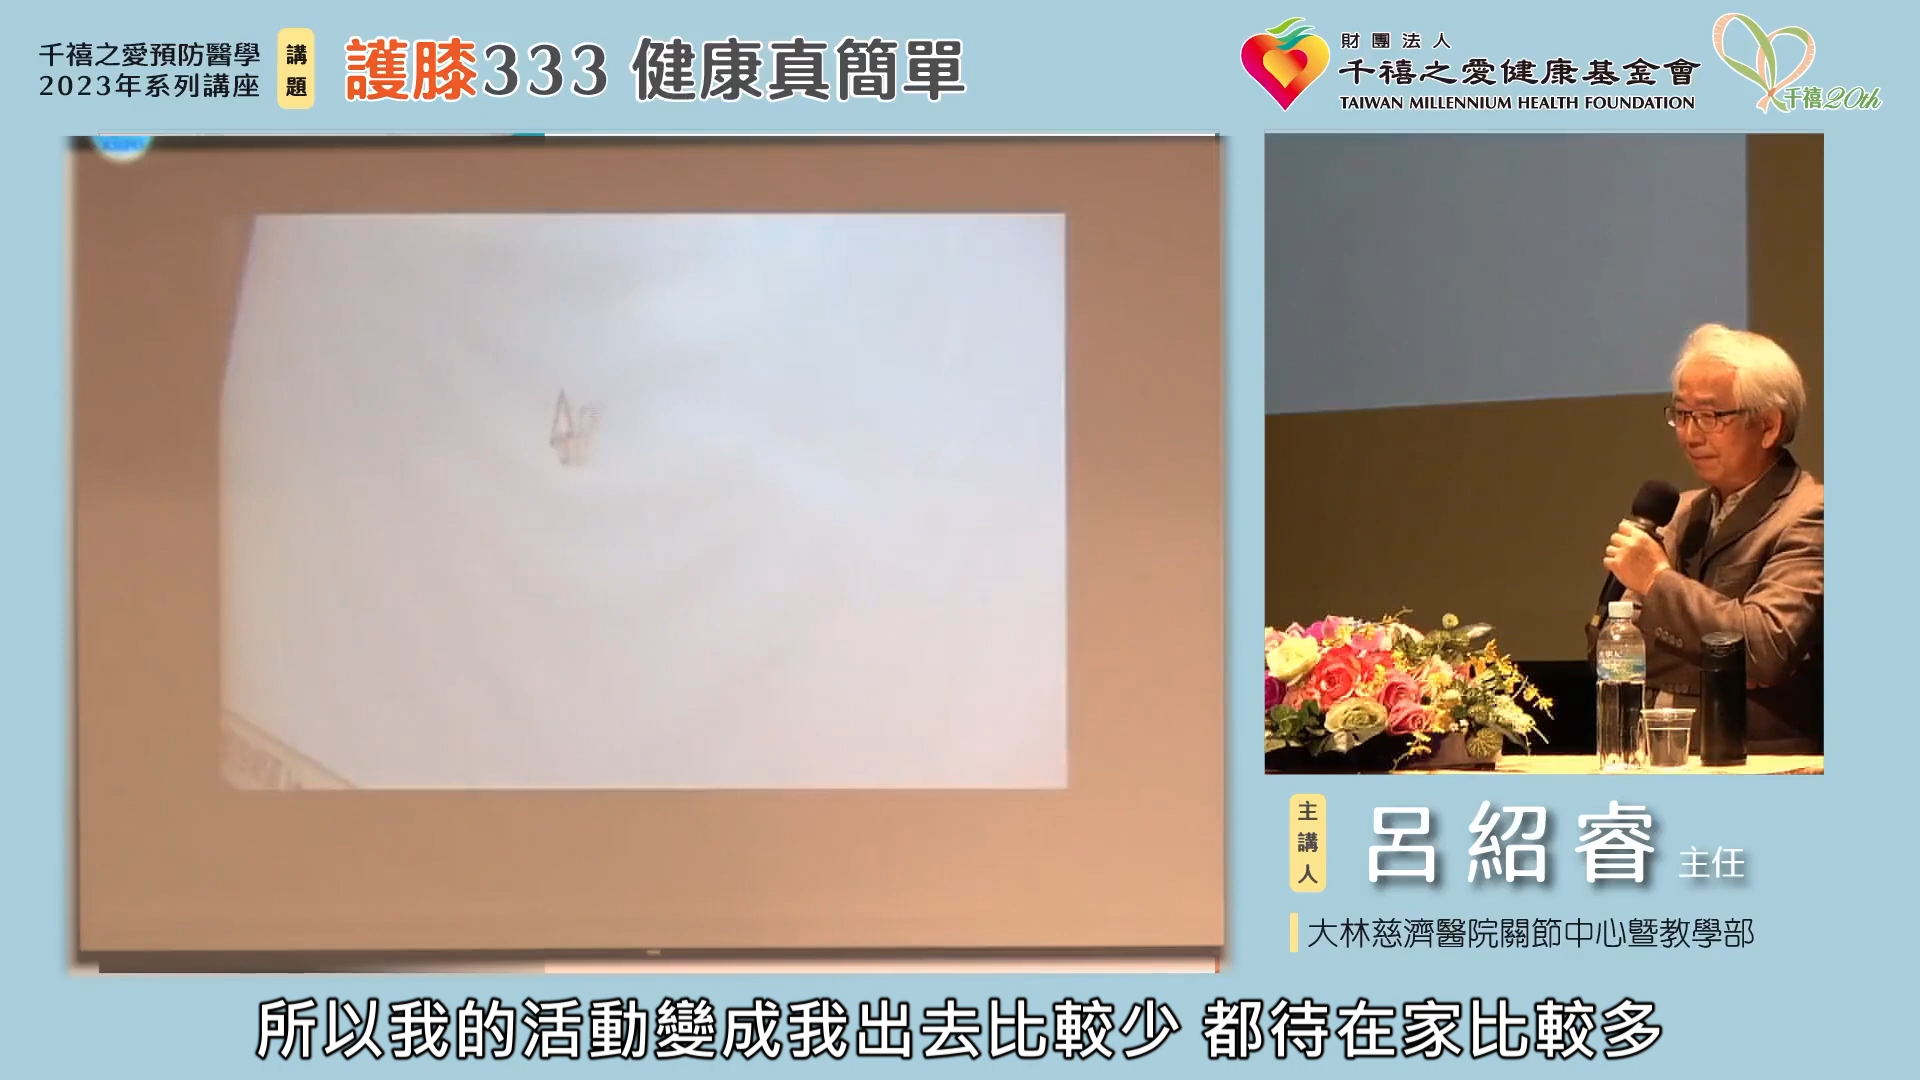 千禧之愛預防醫學
2023年系列講座
講題
護膝333 健康真簡單
財團法人
千禧之愛健康基金會
TAIWAN MILLENNIUM HEALTH FOUNDATION
千禧20th
主講人
呂紹睿 主任
大林慈濟醫院關節中心暨教學部
所以我的活動變成我出去比較少 都待在家比較多